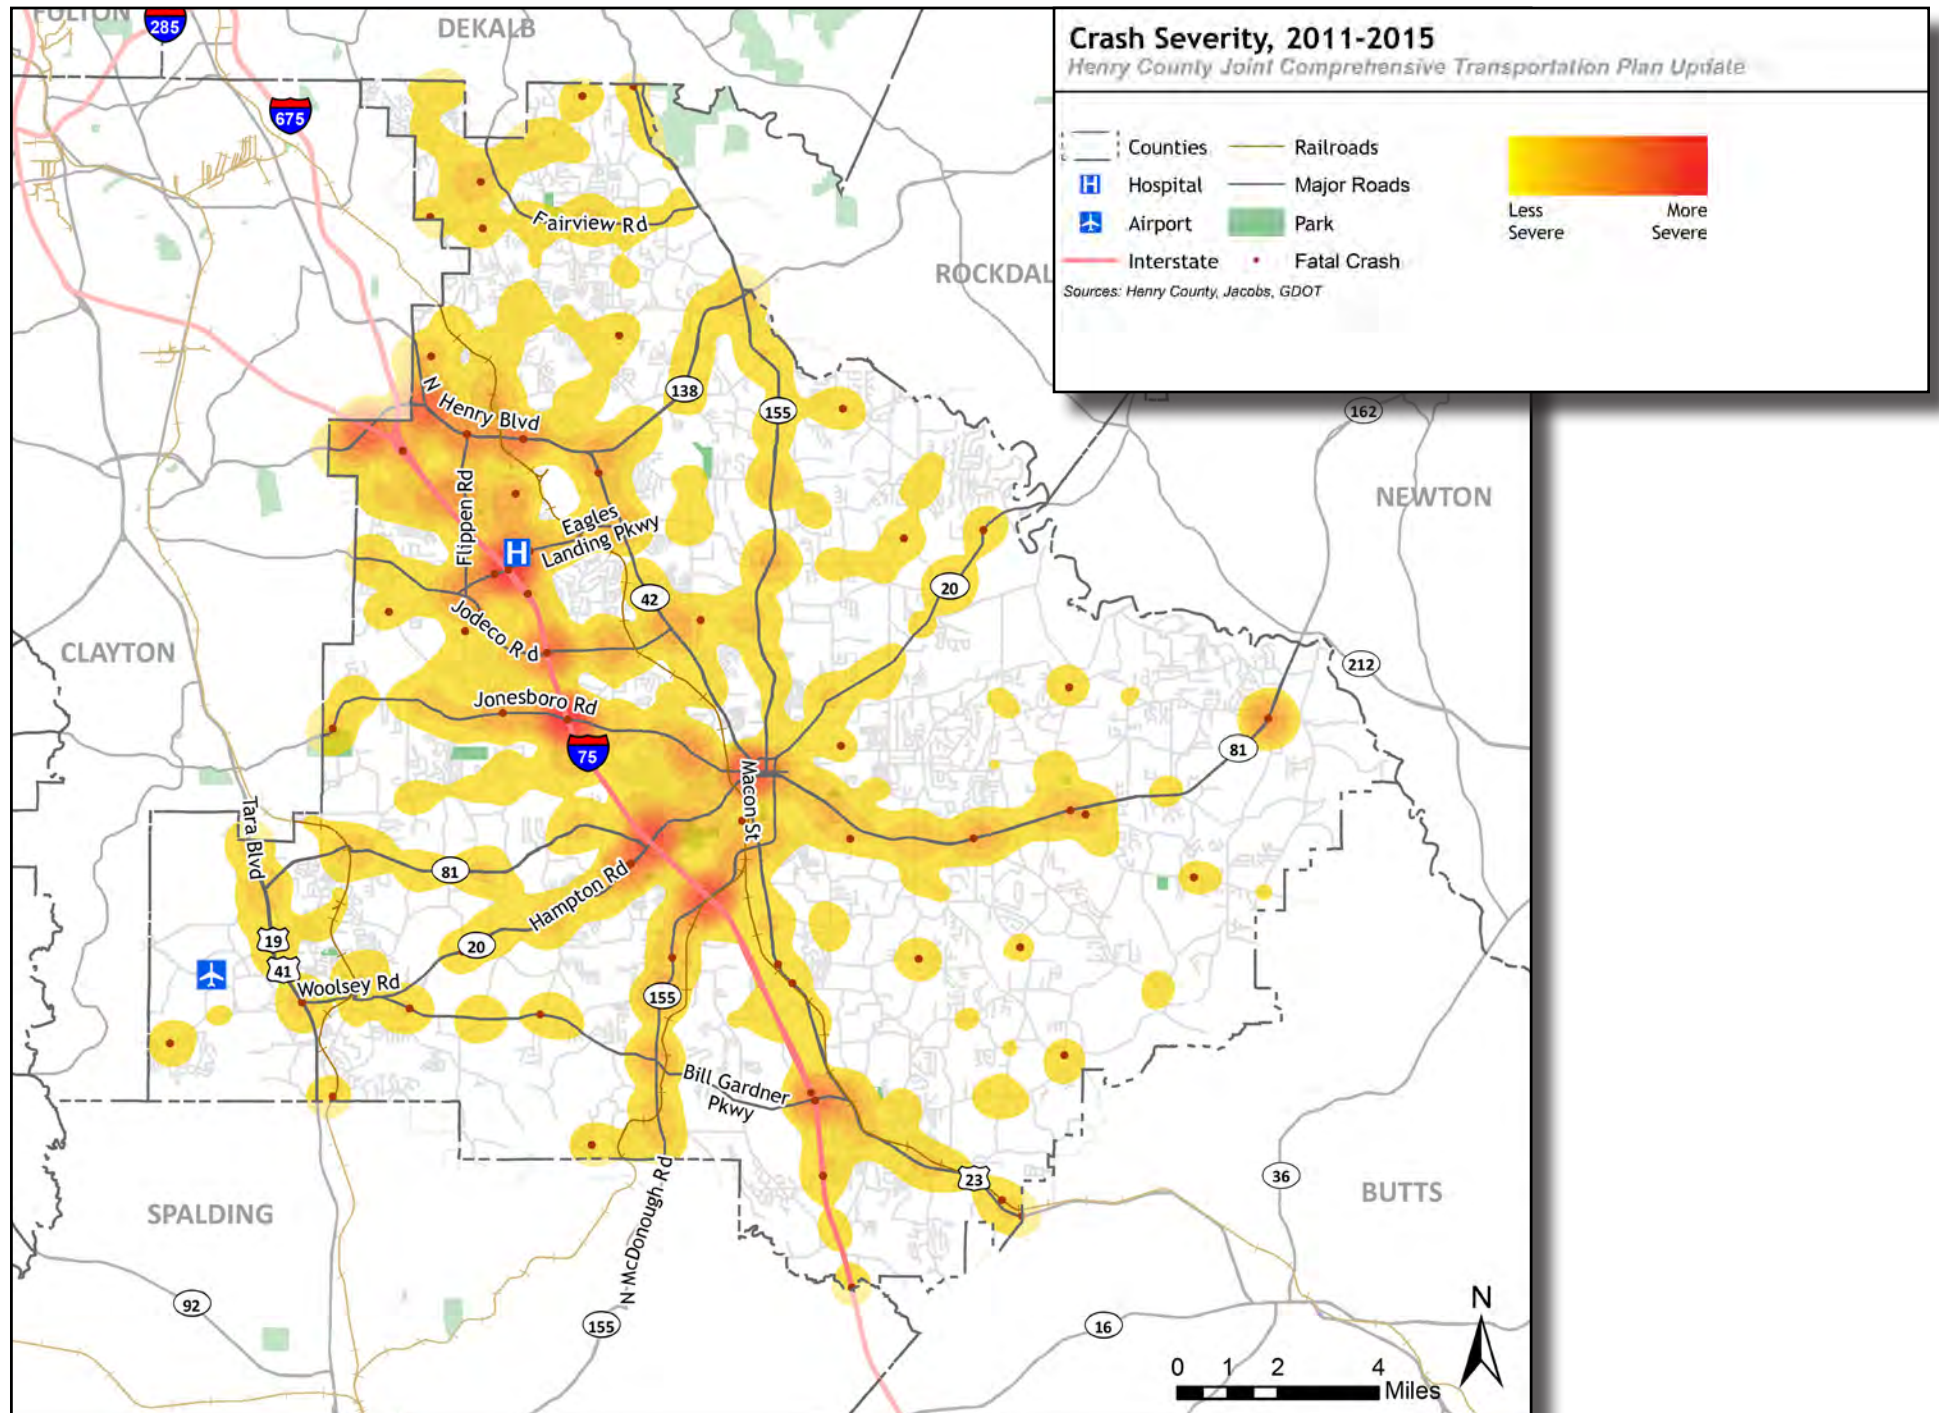 FULTON
285
DEKALB
675
Crash Severity, 2011-2015
Henry County Joint Comprehensive Transportation Plan Update
Counties
Railroads
Hospital
Major Roads
Airport
Park
Interstate
Fatal Crash
Less
Severe
More
Severe
Sources: Henry County, Jacobs, GDOT
Fairview Rd
ROCKDAL
N Henry Blvd
138
155
162
Flippen Rd
NEWTON
H
Eagles
Landing Pkwy
42
20
Jodeco Rd
CLAYTON
212
Jonesboro Rd
75
81
Macon St
Tara Blvd
81
Hampton Rd
19
20
41
Woolsey Rd
155
Bill Gardner
Pkwy
23
36
BUTTS
SPALDING
N McDonough Rd
92
155
16
N
0 1 2 4
Miles